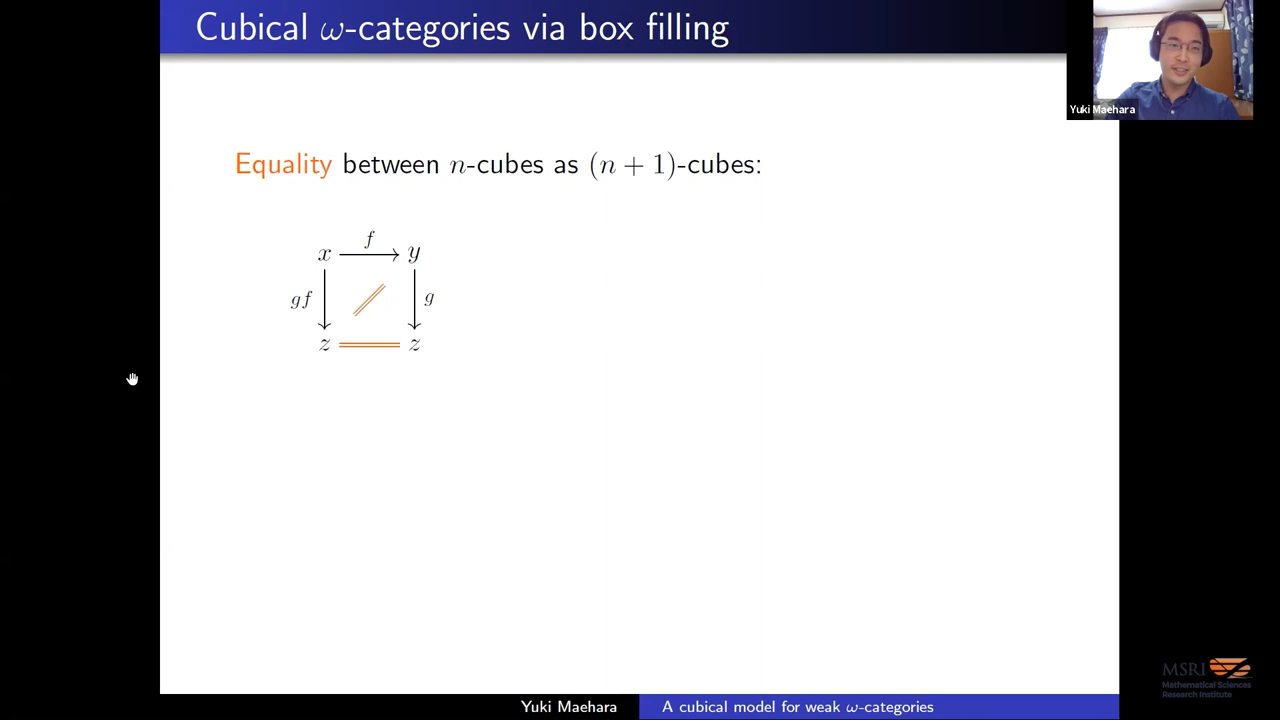 Cubical ω-categories via box filling
Yuki Maehara
Equality between n-cubes as (n + 1)-cubes:
f
x y
gf g
z z
MSRI
Mathematical Sciences
Research Institute
Yuki Maehara A cubical model for weak ω-categories